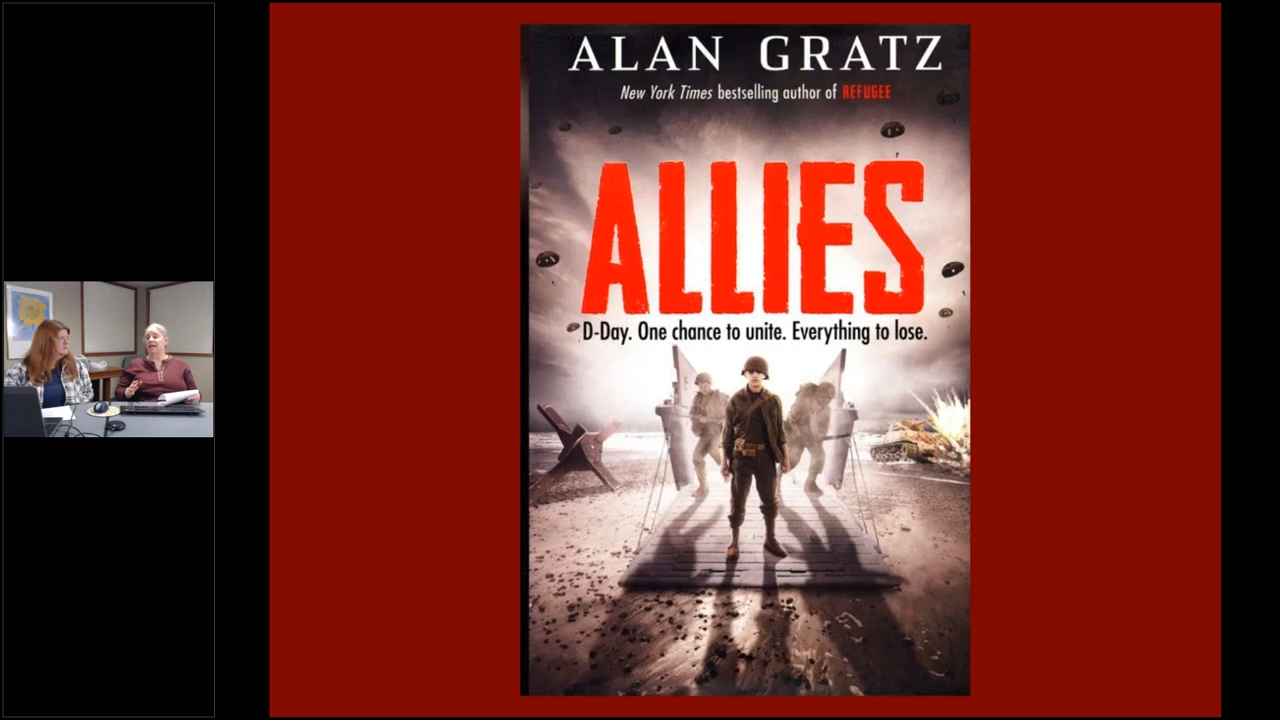 ALAN GRATZ
New York Times bestselling author of REFUGEE
ALLIES
D-Day. One chance to unite. Everything to lose.